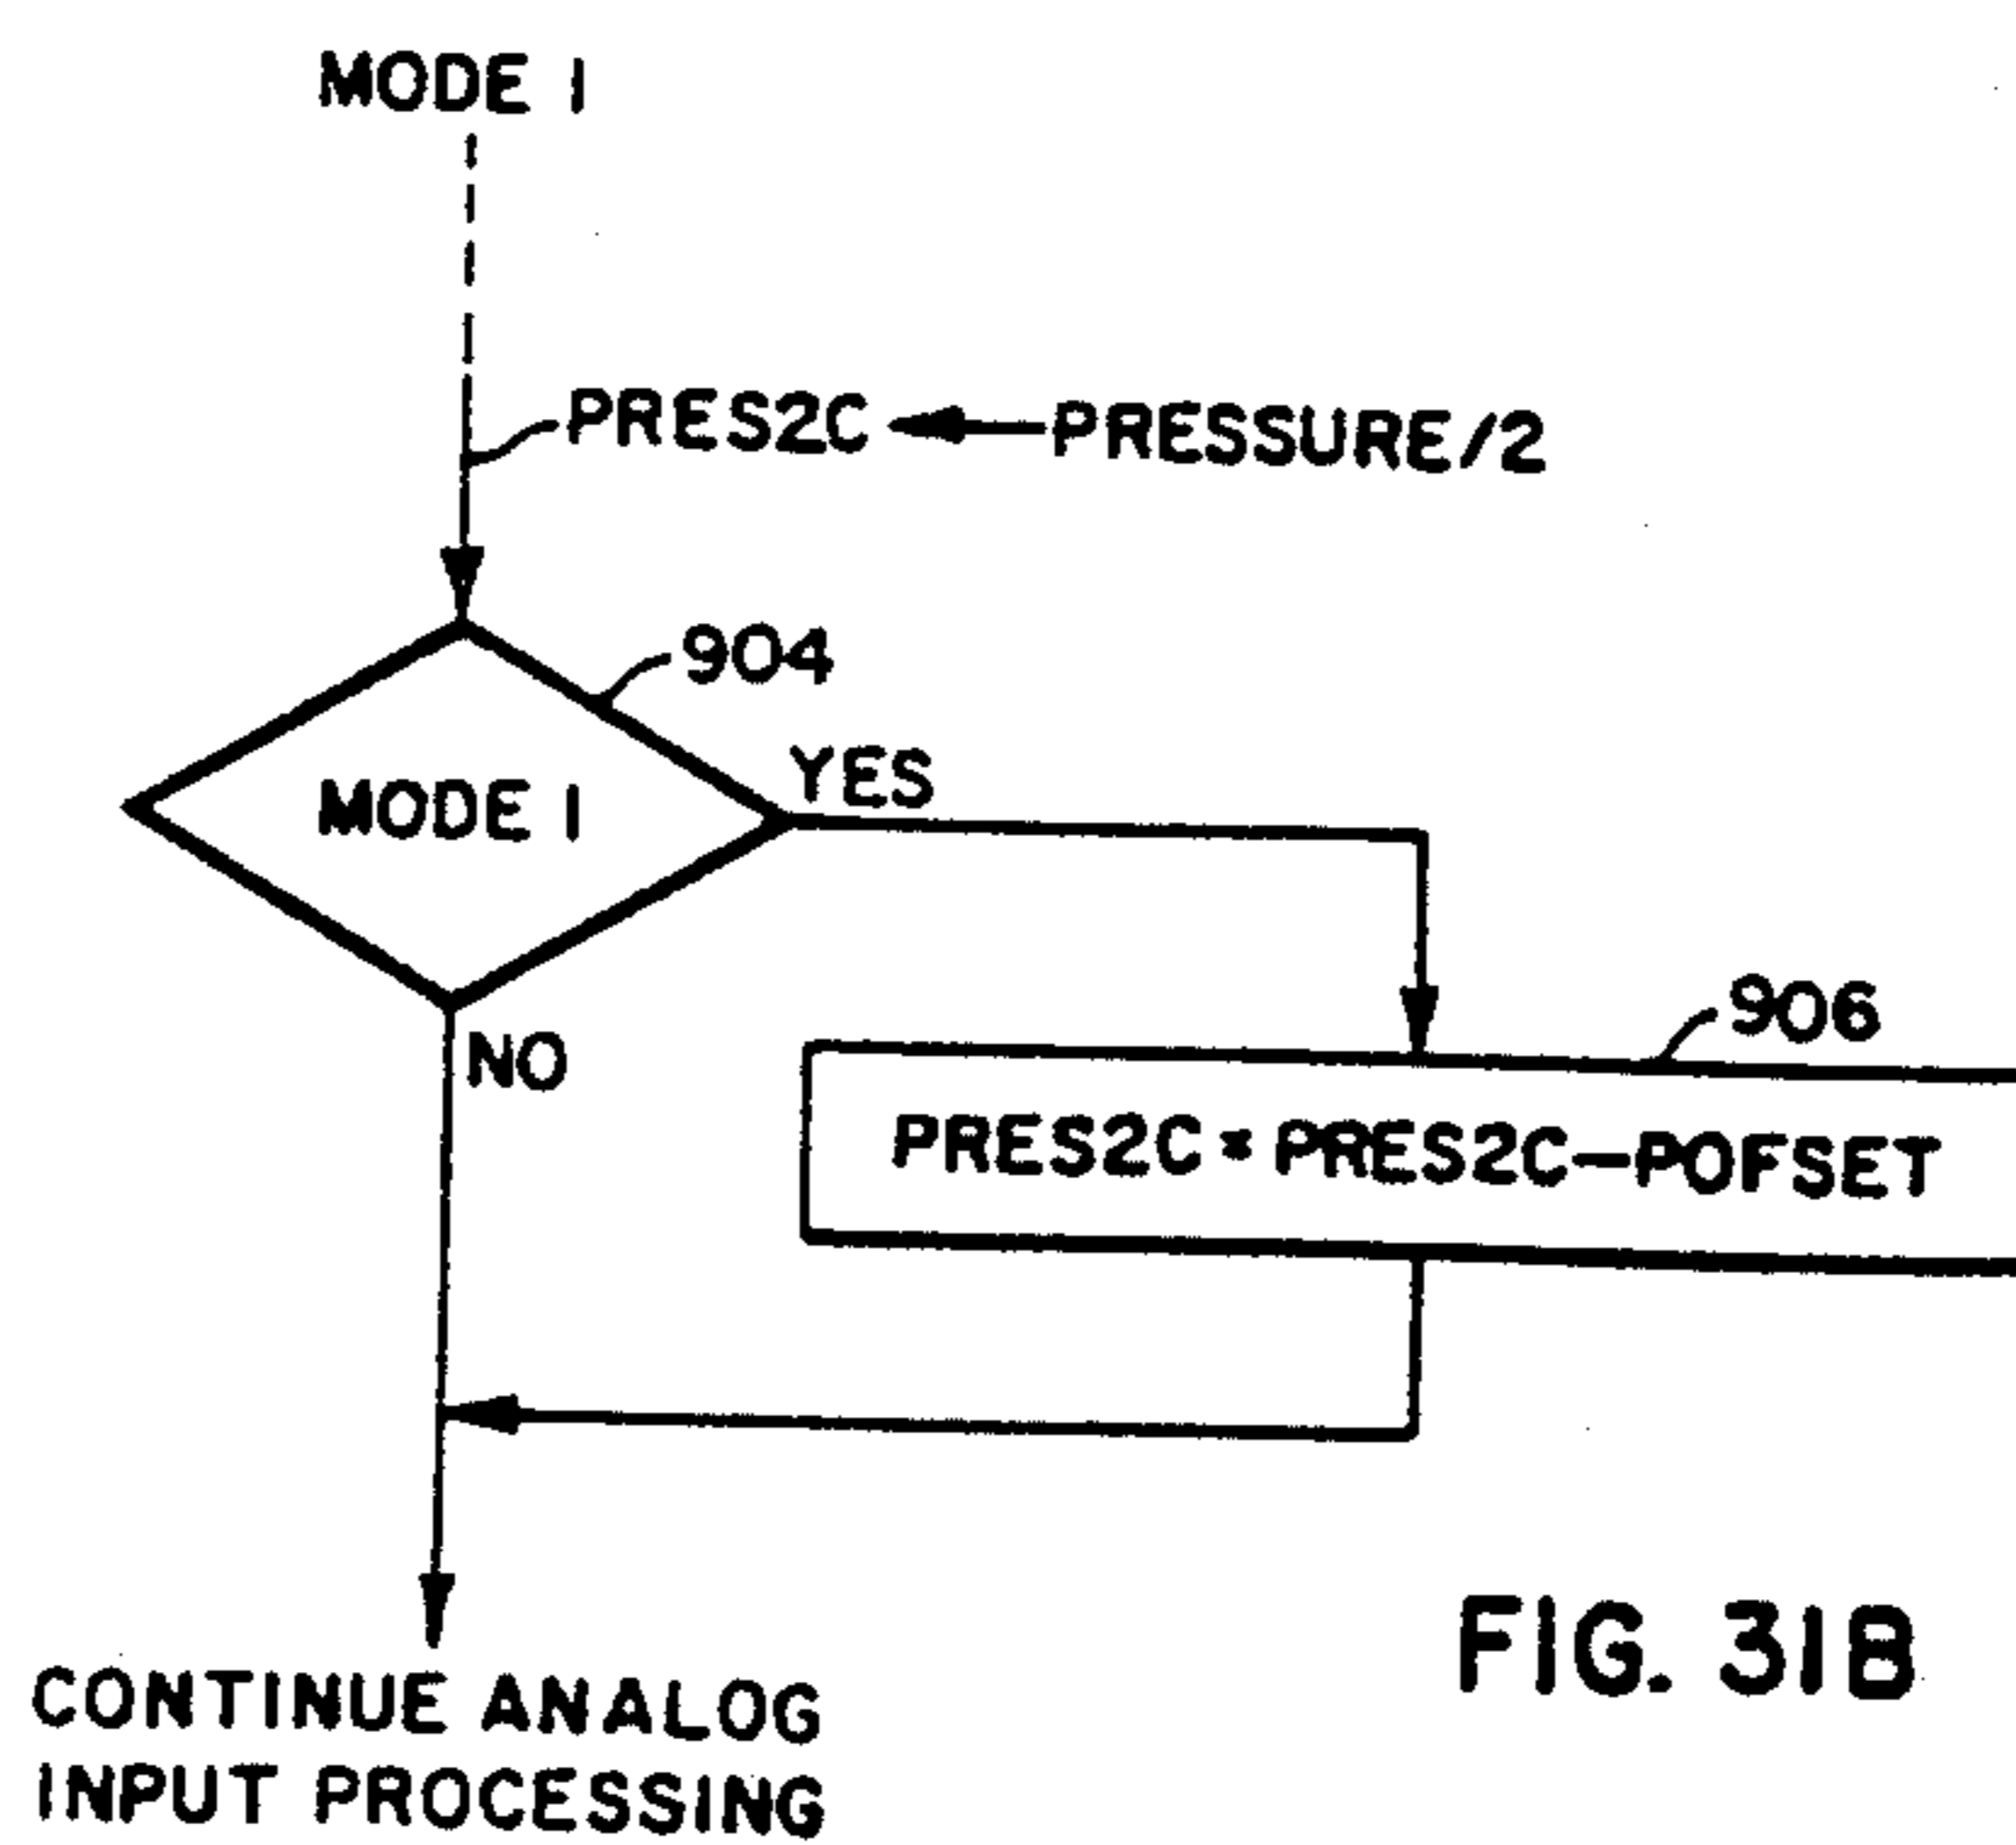 MODE 1
PRES2C ← PRESSURE/2
904
MODE 1
YES
NO
906
PRES2C = PRES2C-POFSET
FIG. 31B
CONTINUE ANALOG
INPUT PROCESSING